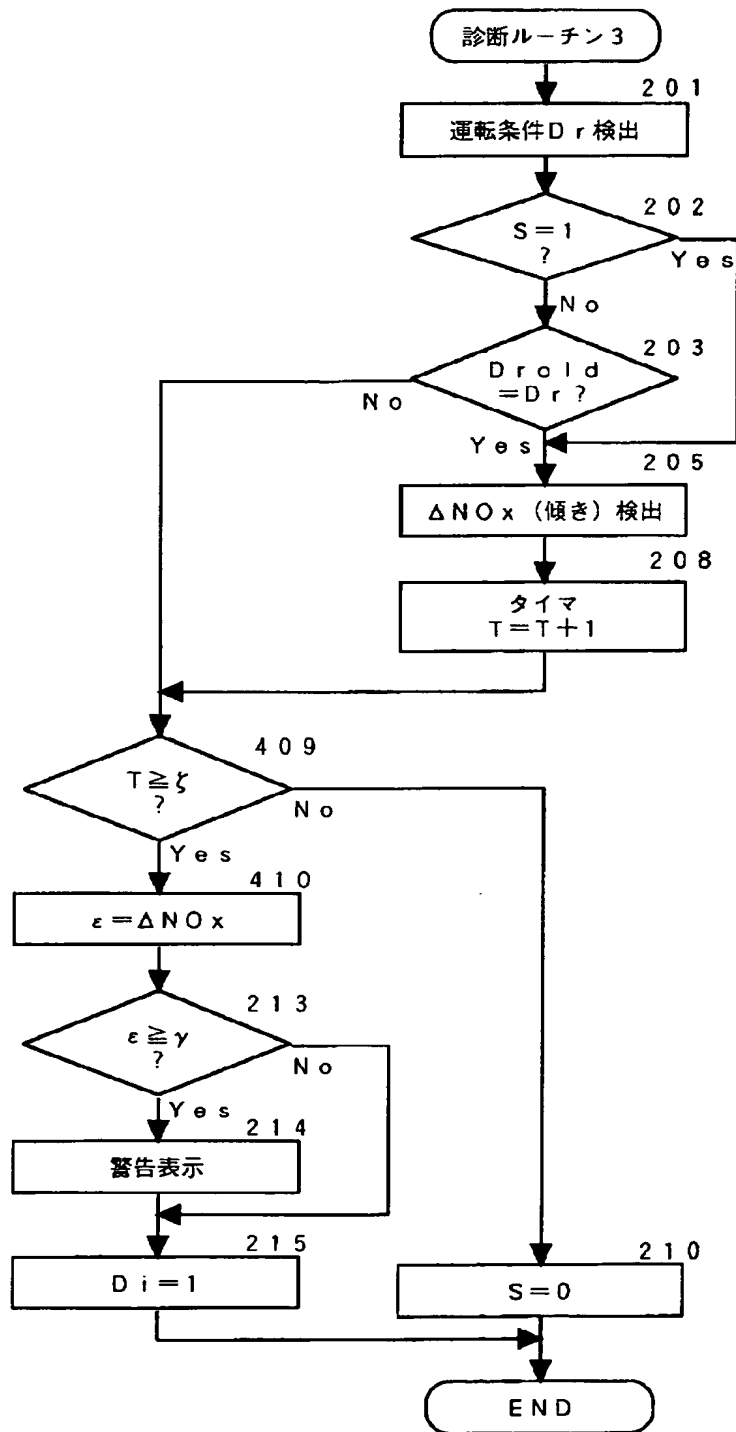 診断ルーチン3
201
運転条件Dr検出
202
S=1
?
Yes
No
203
Drold
=Dr?
No
Yes
205
ΔNOx(傾き)検出
208
タイマ
T=T+1
409
T≧ζ
?
No
Yes
410
ε=ΔNOx
213
ε≧γ
?
No
Yes
214
警告表示
215
Di=1
210
S=0
END